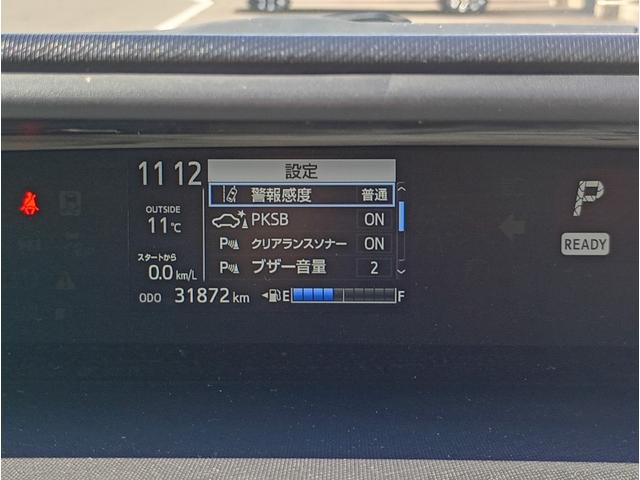 11 12
設定
警報感度 普通
OUTSIDE
11℃
PKSB ON
クリアランスソナー ON
スタートから
0.0 km/L
ブザー音量 2
ODO 31872 km
E F
P
READY